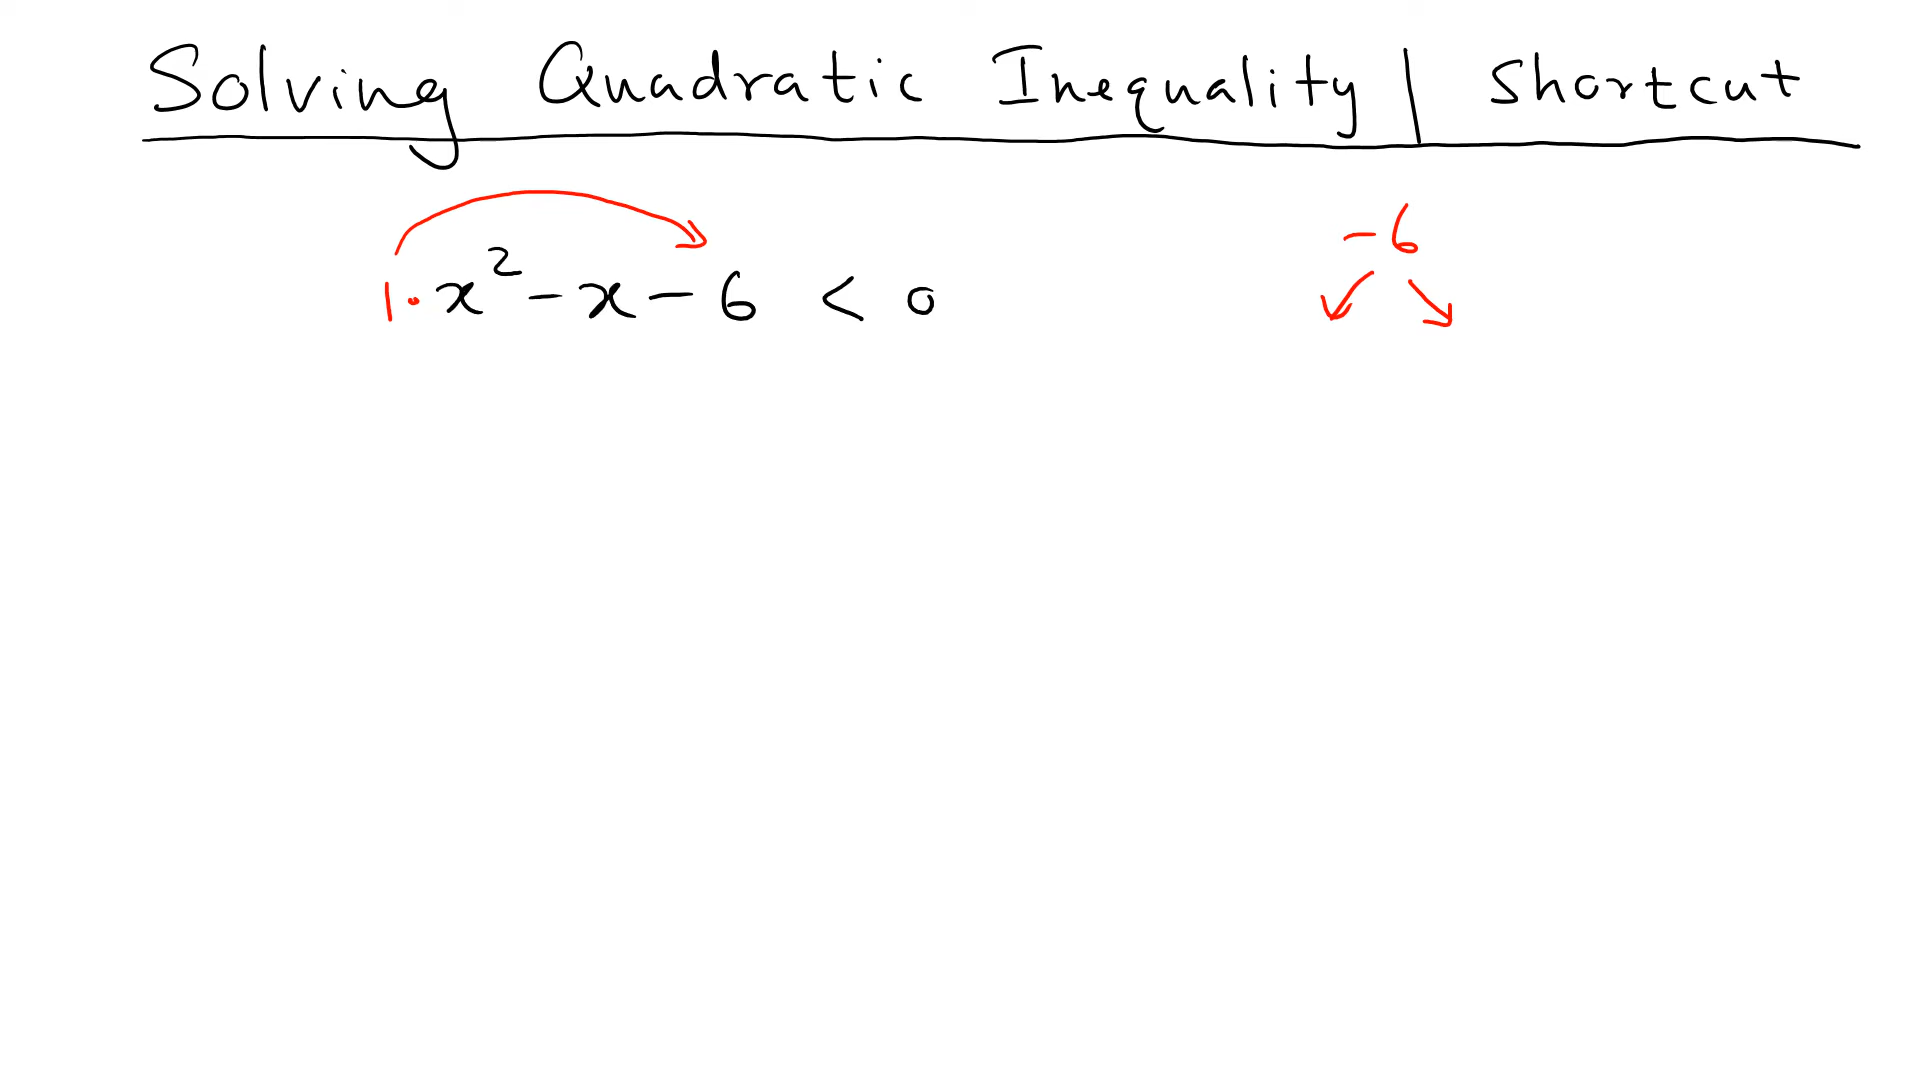 Solving Quadratic Inequality | Shortcut
-6
1·x²-x-6 < 0